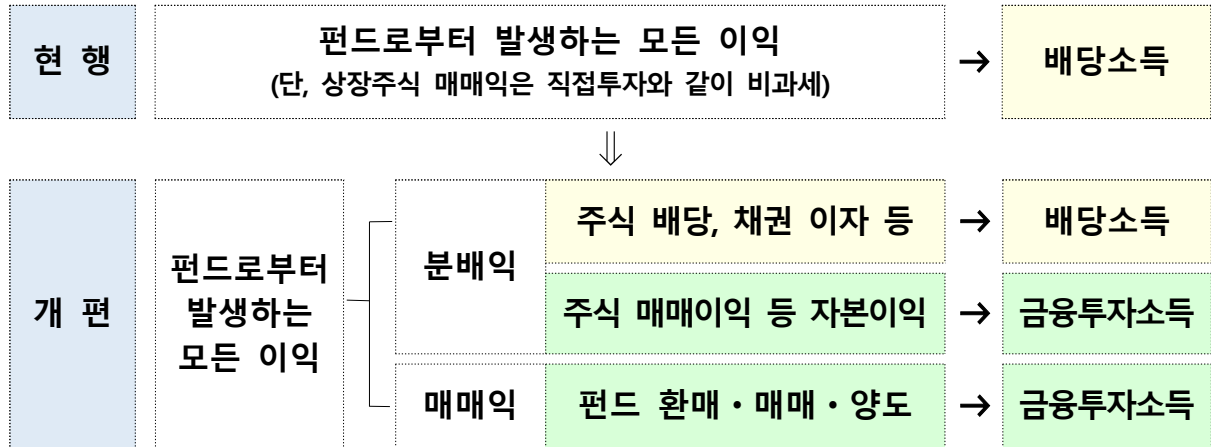 현 행
펀드로부터 발생하는 모든 이익
(단, 상장주식 매매익은 직접투자와 같이 비과세)
→
배당소득
⇓
개 편
펀드로부터
발생하는
모든 이익
분배익
주식 배당, 채권 이자 등
→
배당소득
주식 매매이익 등 자본이익
→
금융투자소득
매매익
펀드 환매・매매・양도
→
금융투자소득